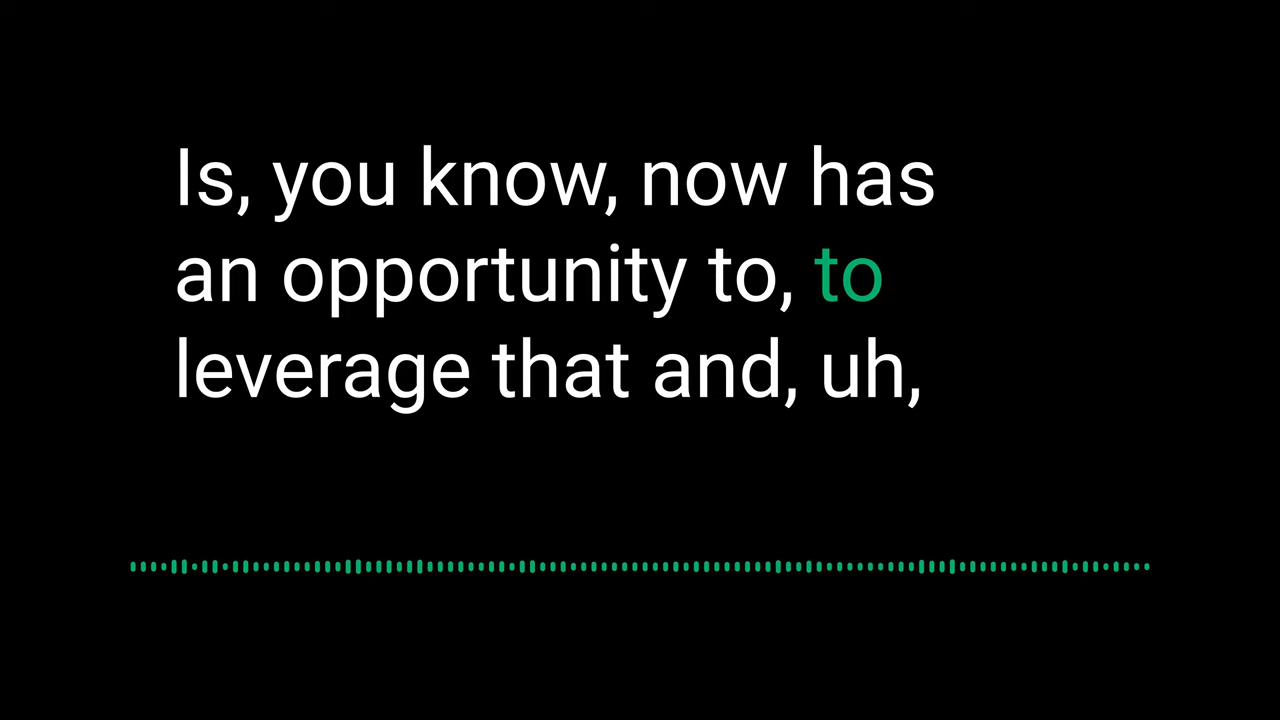 Is, you know, now has
an opportunity to, to
leverage that and, uh,